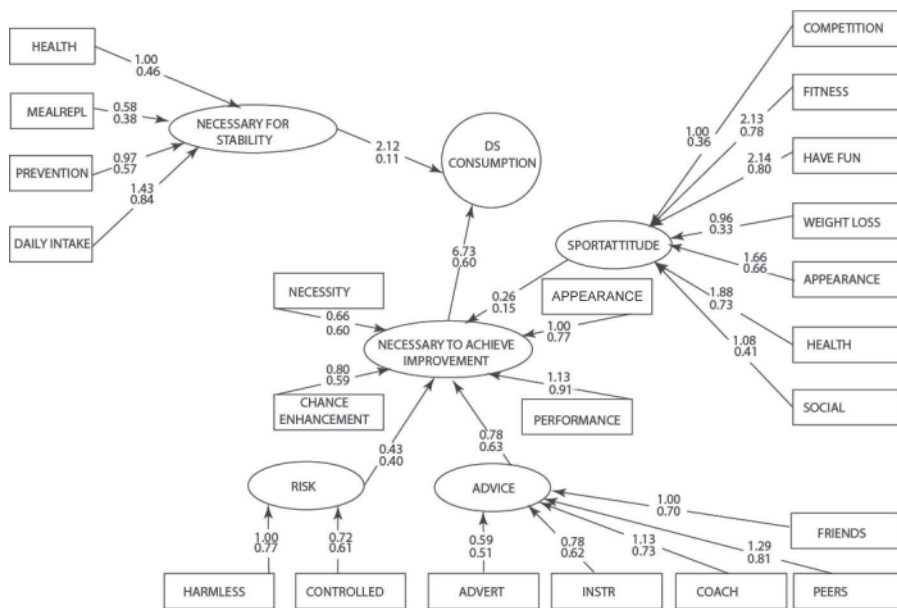 COMPETITION
HEALTH
1.00
0.46
FITNESS
MEALREPL
0.58
0.38
NECESSARY FOR
STABILITY
2.13
0.78
1.00
0.36
DS
CONSUMPTION
2.12
0.11
HAVE FUN
2.14
0.80
PREVENTION
0.97
0.57
1.43
0.84
WEIGHT LOSS
0.96
0.33
DAILY INTAKE
SPORTATTITUDE
6.73
0.60
1.66
0.66
APPEARANCE
NECESSITY
0.26
0.15
APPEARANCE
1.88
0.73
0.66
0.60
1.00
0.77
NECESSARY TO ACHIEVE
IMPROVEMENT
1.08
0.41
HEALTH
0.80
0.59
1.13
0.91
CHANCE
ENHANCEMENT
PERFORMANCE
SOCIAL
0.43
0.40
0.78
0.63
RISK
ADVICE
1.00
0.70
FRIENDS
1.00
0.77
0.72
0.61
0.59
0.51
0.78
0.62
1.13
0.73
1.29
0.81
HARMLESS
CONTROLLED
ADVERT
INSTR
COACH
PEERS